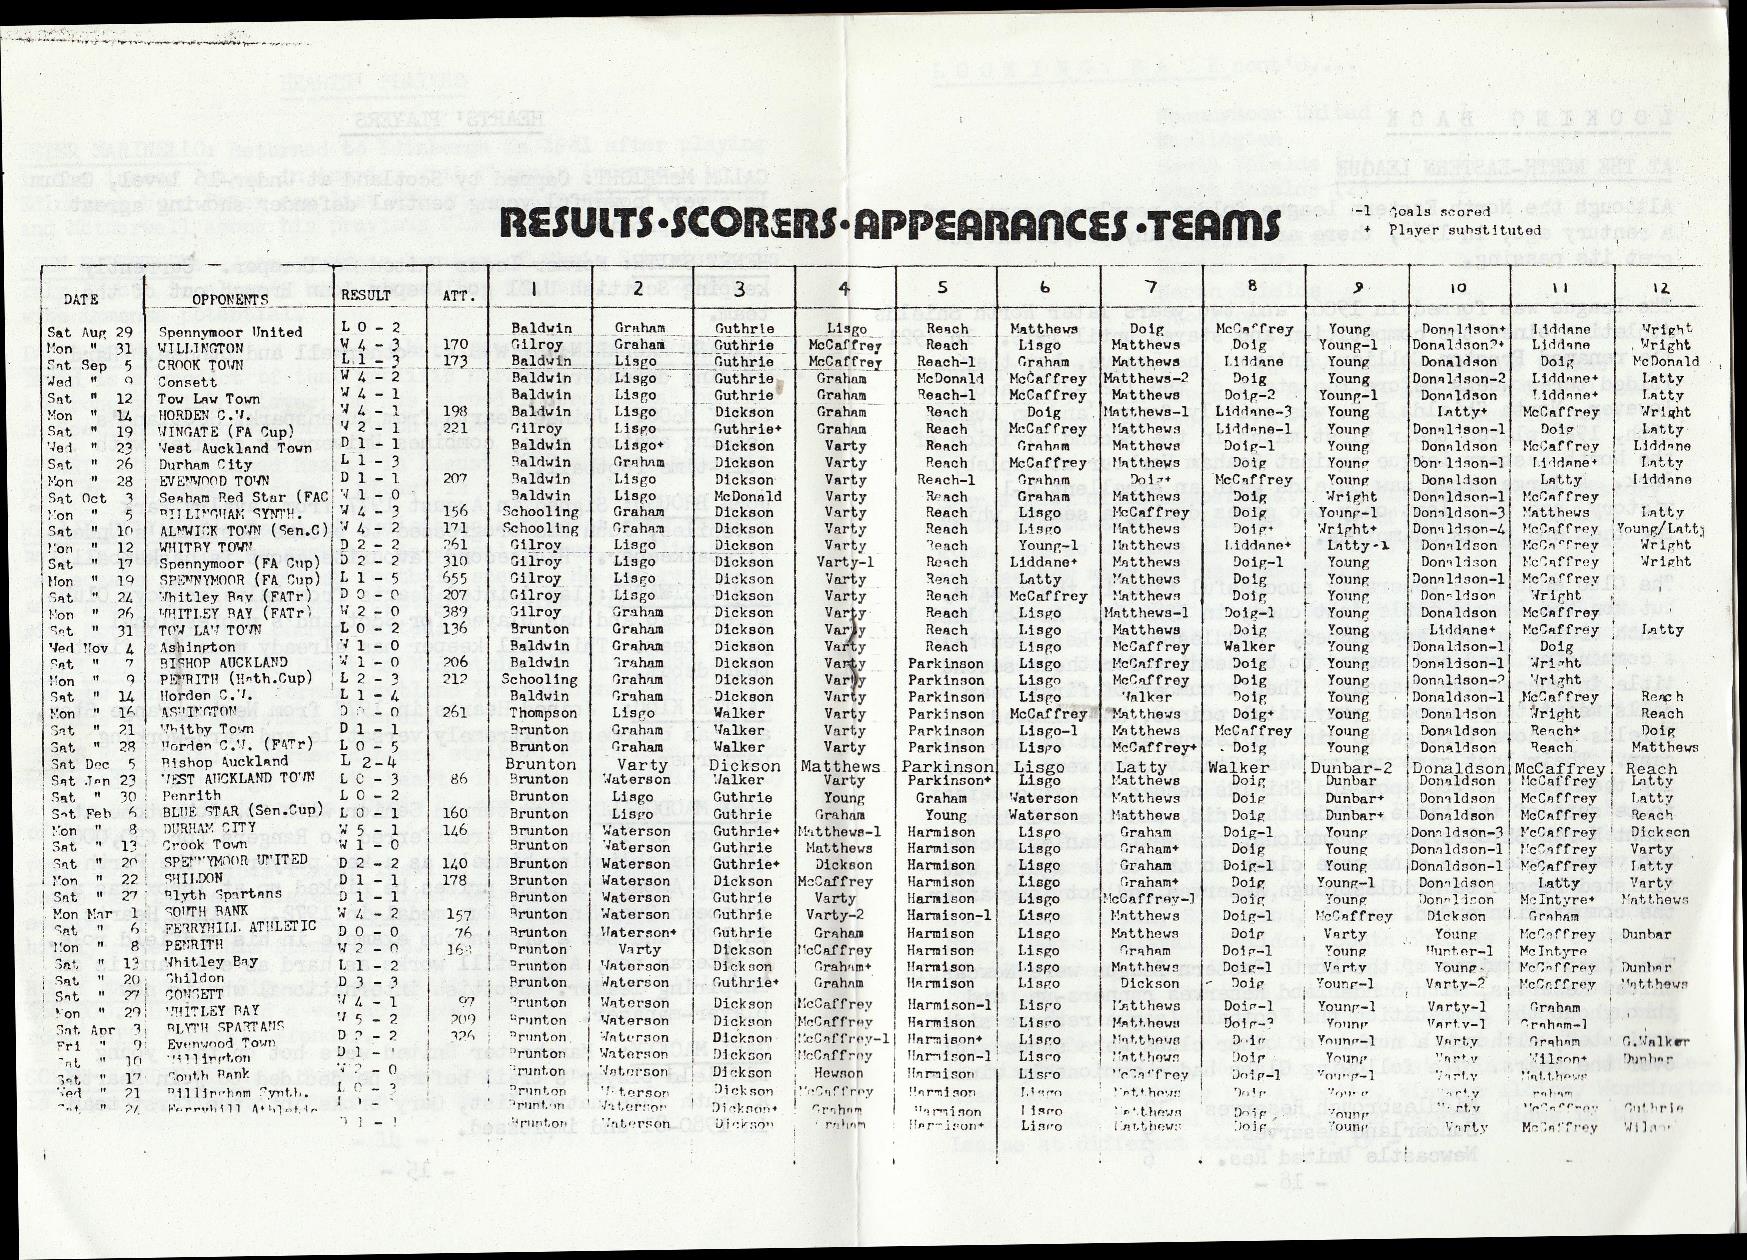 RESULTS·SCORERS·APPEARANCES·TEAMS
-1 Goals scored
+ Player substituted
DATE OPPONENTS RESULT ATT. 1 2 3 4 5 6 7 8 9 10 11 12
Sat Aug 29 Spennymoor United L 0 - 2 Baldwin Graham Guthrie Lisgo Reach Matthews Doig McCaffrey Young Donaldson+ Liddane Wright
Mon " 31 WILLINGTON W 4 - 3 170 Gilroy Graham Guthrie McCaffrey Reach Lisgo Matthews Doig Young-1 Donaldson?+ Liddane Wright
Sat Sep 5 CROOK TOWN L 1 - 3 173 Baldwin Lisgo Guthrie McCaffrey Reach-1 Graham Matthews Liddane Young Donaldson Doig McDonald
Wed " 9 Consett W 4 - 2 Baldwin Lisgo Guthrie Graham McDonald McCaffrey Matthews-2 Doig Young Donaldson-2 Liddane+ Latty
Sat " 12 Tow Law Town W 4 - 1 Baldwin Lisgo Guthrie Graham Reach-1 McCaffrey Matthews Doig-2 Young-1 Donaldson Liddane+ Latty
Mon " 14 HORDEN C.W. W 4 - 1 198 Baldwin Lisgo Dickson Graham Reach Doig Matthews-1 Liddane-3 Young Latty+ McCaffrey Wright
Sat " 19 WINGATE (FA Cup) W 2 - 1 221 Gilroy Lisgo Guthrie+ Graham Reach McCaffrey Matthews Liddane-1 Young Donaldson-1 Doig Latty
Wed " 23 West Auckland Town D 1 - 1 Baldwin Lisgo+ Dickson Varty Reach Graham Matthews Doig-1 Young Donaldson McCaffrey Liddane
Sat " 26 Durham City L 1 - 3 Baldwin Graham Dickson Varty Reach McCaffrey Matthews Doig Young Donaldson-1 Liddane+ Latty
Mon " 28 EVENWOOD TOWN D 1 - 1 207 Baldwin Lisgo Dickson Varty Reach-1 Graham Doig+ McCaffrey Young Donaldson Latty Liddane
Sat Oct 3 Seaham Red Star (FAC W 1 - 0 Baldwin Lisgo McDonald Varty Reach Graham Matthews Doig Wright Donaldson-1 McCaffrey
Mon " 5 BILLINGHAM SYNTH. W 4 - 3 156 Schooling Graham Dickson Varty Reach Lisgo McCaffrey Doig Young-1 Donaldson-3 Matthews Latty
Sat " 10 ALNWICK TOWN (Sen.C) W 4 - 2 171 Schooling Graham Dickson Varty Reach Lisgo Matthews Doig+ Wright+ Donaldson-4 McCaffrey Young/Latty
Mon " 12 WHITBY TOWN D 2 - 2 261 Gilroy Lisgo Dickson Varty Reach Young-1 Matthews Liddane+ Latty-1 Donaldson McCaffrey Wright
Sat " 17 Spennymoor (FA Cup) D 2 - 2 310 Gilroy Lisgo Dickson Varty-1 Reach Liddane+ Matthews Doig-1 Young Donaldson McCaffrey Wright
Mon " 19 SPENNYMOOR (FA Cup) L 1 - 5 655 Gilroy Lisgo Dickson Varty Reach Latty Matthews Doig Young Donaldson-1 McCaffrey
Sat " 24 Whitley Bay (FATr) D 0 - 0 207 Gilroy Lisgo Dickson Varty Reach McCaffrey Matthews Doig Young Donaldson Wright
Mon " 26 WHITLEY BAY (FATr) W 2 - 0 389 Gilroy Graham Dickson Varty Reach Lisgo Matthews-1 Doig-1 Young Donaldson McCaffrey
Sat " 31 TOW LAW TOWN L 0 - 2 136 Brunton Graham Dickson Varty Reach Lisgo Matthews Doig Young Liddane+ McCaffrey Latty
Wed Nov 4 Ashington W 1 - 0 Brunton Graham Dickson Varty Reach Lisgo McCaffrey Walker Young Donaldson-1 Doig
Sat " 7 BISHOP AUCKLAND W 1 - 0 206 Baldwin Graham Dickson Varty Parkinson Lisgo McCaffrey Doig Young Donaldson-1 Wright
Mon " 9 PENRITH (Hath.Cup) L 2 - 3 212 Schooling Graham Dickson Varty Parkinson Lisgo McCaffrey Doig Young Donaldson-2 Wright
Sat " 14 Horden C.W. L 1 - 4 Baldwin Graham Dickson Varty Parkinson Lisgo Walker Doig Young Donaldson-1 McCaffrey Reach
Mon " 16 ASHINGTON D 0 - 0 261 Thompson Lisgo Walker Varty Parkinson McCaffrey Matthews Doig+ Young Donaldson Wright Reach
Sat " 21 Whitby Town D 1 - 1 Brunton Graham Walker Varty Parkinson Lisgo-1 Matthews McCaffrey Young Donaldson Reach+ Doig
Sat " 28 Horden C.W. (FATr) L 0 - 5 Brunton Graham Walker Varty Parkinson Lisgo McCaffrey+ Doig Young Donaldson Reach Matthews
Sat Dec 5 Bishop Auckland L 2-4 Brunton Varty Dickson Matthews Parkinson Lisgo Latty Walker Dunbar-2 Donaldson McCaffrey Reach
Sat Jan 23 WEST AUCKLAND TOWN L 0 - 3 86 Brunton Waterson Walker Varty Parkinson+ Lisgo Matthews Doig Dunbar Donaldson McCaffrey Latty
Sat " 30 Penrith L 0 - 2 Brunton Lisgo Guthrie Young Graham Waterson Matthews Doig Dunbar+ Donaldson McCaffrey Latty
Sat Feb 6 BLUE STAR (Sen.Cup) L 0 - 1 160 Brunton Lisgo Guthrie Graham Young Waterson Matthews Doig Dunbar+ Donaldson McCaffrey Reach
Mon " 8 DURHAM CITY W 5 - 1 146 Brunton Waterson Guthrie+ Matthews-1 Harmison Lisgo Graham Doig-1 Young Donaldson-3 McCaffrey Dickson
Sat " 13 Crook Town W 1 - 0 Brunton Waterson Guthrie Matthews Harmison Lisgo Graham+ Doig Young Donaldson-1 McCaffrey Varty
Sat " 20 SPENNYMOOR UNITED D 2 - 2 140 Brunton Waterson Guthrie+ Dickson Harmison Lisgo Graham Doig-1 Young Donaldson-1 McCaffrey Latty
Mon " 22 SHILDON D 1 - 1 178 Brunton Waterson Dickson McCaffrey Harmison Lisgo Graham+ Doig Young-1 Donaldson Latty Varty
Sat " 27 Blyth Spartans D 1 - 1 Brunton Waterson Dickson Varty Harmison Lisgo McCaffrey-1 Doig Young Donaldson McIntyre+ Matthews
Mon Mar 1 SOUTH BANK W 4 - 2 157 Brunton Waterson Guthrie Varty-2 Harmison-1 Lisgo Matthews Doig-1 McCaffrey Dickson Graham
Sat " 6 FERRYHILL ATHLETIC D 0 - 0 76 Brunton Waterson+ Guthrie Graham Harmison Lisgo Matthews Doig Varty Young McCaffrey Dunbar
Mon " 8 PENRITH W 2 - 0 Brunton Varty Dickson McCaffrey Harmison Lisgo Graham Doig-1 Young Hunter-1 McIntyre
Sat " 13 Whitley Bay L 1 - 2 Brunton Waterson Dickson Graham+ Harmison Lisgo Matthews Doig-1 Varty Young McCaffrey Dunbar
Sat " 20 Shildon D 3 - 3 Brunton Waterson Guthrie+ Graham Harmison Lisgo Dickson Doig Young-1 Varty-2 McCaffrey Matthews
Sat " 27 CONSETT W 4 - 1 97 Brunton Waterson Dickson McCaffrey Harmison-1 Lisgo Matthews Doig-1 Young-1 Varty-1 Graham
Mon " 29 WHITLEY BAY W 5 - 2 209 Brunton Waterson Dickson McCaffrey Harmison Lisgo Matthews Young Varty-1 Graham-1
Sat Apr 3 BLYTH SPARTANS D 2 - 2 326 Brunton Waterson Dickson McCaffrey-1 Harmison+ Lisgo Matthews Doig Young Varty Graham G.Walker
Fri " 9 Evenwood Town D 1 - Brunton Waterson Dickson McCaffrey Harmison-1 Lisgo Matthews Doig Young Varty Wilson+ Dunbar
Sat " 10 Willington - 0 Brunton Waterson Dickson Hewson Harmison Lisgo McCaffrey Doig-1 Young-1 Varty Matthews
Sat " 17 South Bank L 0 - Brunton Waterson Dickson McCaffrey Harmison Lisgo Matthews Doig Young Varty
Wed 21 Billingham Synth. Brunton Waterson Dickson+ Graham Harmison Lisgo Matthews Doig Young Varty McCaffrey Guthrie
Sat " 24 Ferryhill Athletic 1 - Brunton Waterson Dickson Graham Harmison+ Lisgo Matthews Doig Young Varty McCaffrey